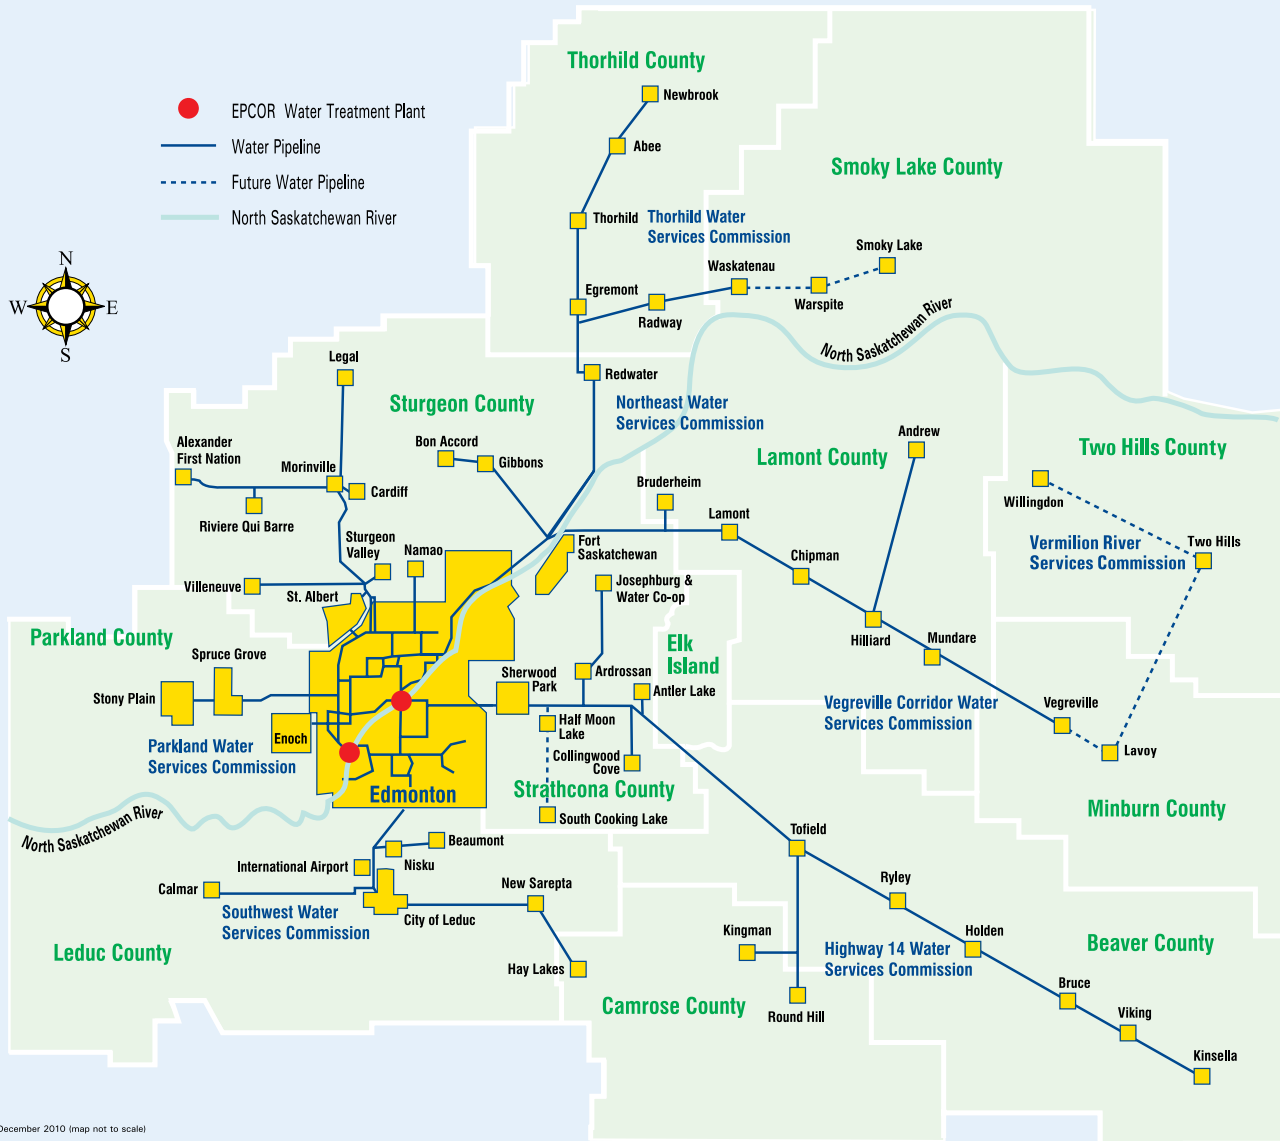 Thorhild County
Newbrook
EPCOR Water Treatment Plant
Water Pipeline
Abee
Smoky Lake County
Future Water Pipeline
North Saskatchewan River
Thorhild
Thorhild Water
Services Commission
Smoky Lake
N
W
E
S
Waskatenau
Egremont
Warspite
Radway
North Saskatchewan River
Legal
Redwater
Sturgeon County
Northeast Water
Services Commission
Alexander
First Nation
Bon Accord
Gibbons
Andrew
Lamont County
Two Hills County
Morinville
Cardiff
Bruderheim
Willingdon
Riviere Qui Barre
Lamont
Sturgeon
Valley
Namao
Fort
Saskatchewan
Vermilion River
Services Commission
Two Hills
Chipman
Villeneuve
St. Albert
Josephburg &
Water Co-op
Parkland County
Hilliard
Mundare
Elk
Island
Spruce Grove
Stony Plain
Sherwood
Park
Ardrossan
Antler Lake
Vegreville Corridor Water
Services Commission
Vegreville
Enoch
Half Moon
Lake
Lavoy
Parkland Water
Services Commission
Collingwood
Cove
Edmonton
Strathcona County
Minburn County
North Saskatchewan River
South Cooking Lake
Tofield
Beaumont
International Airport
Nisku
Calmar
New Sarepta
Ryley
Southwest Water
Services Commission
City of Leduc
Kingman
Holden
Leduc County
Highway 14 Water
Services Commission
Beaver County
Hay Lakes
Bruce
Camrose County
Round Hill
Viking
Kinsella
December 2010 (map not to scale)